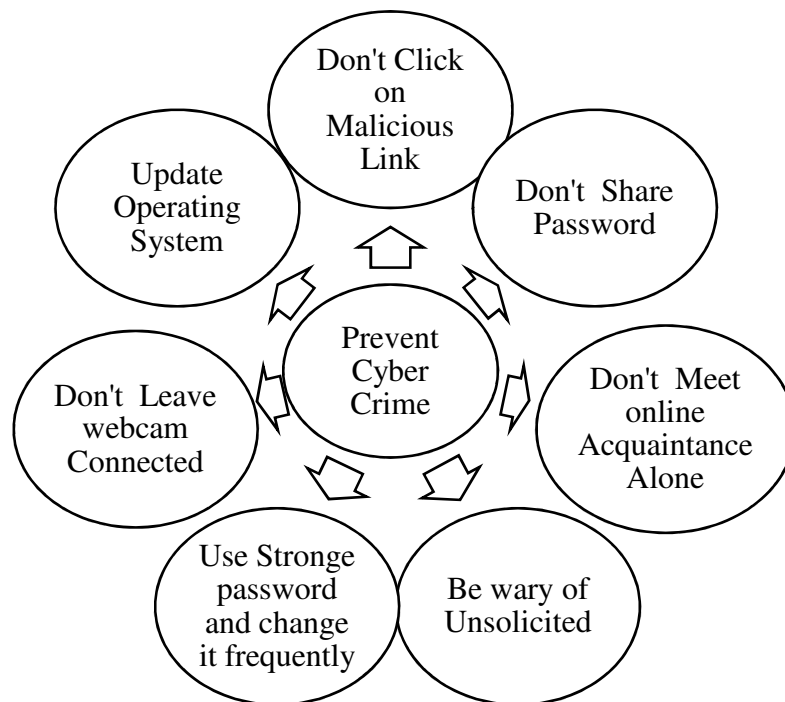 Don't Click
on
Malicious
Link
Don't Share
Password
Don't Meet
online
Acquaintance
Alone
Be wary of
Unsolicited
Use Stronge
password
and change
it frequently
Don't Leave
webcam
Connected
Update
Operating
System
Prevent
Cyber
Crime